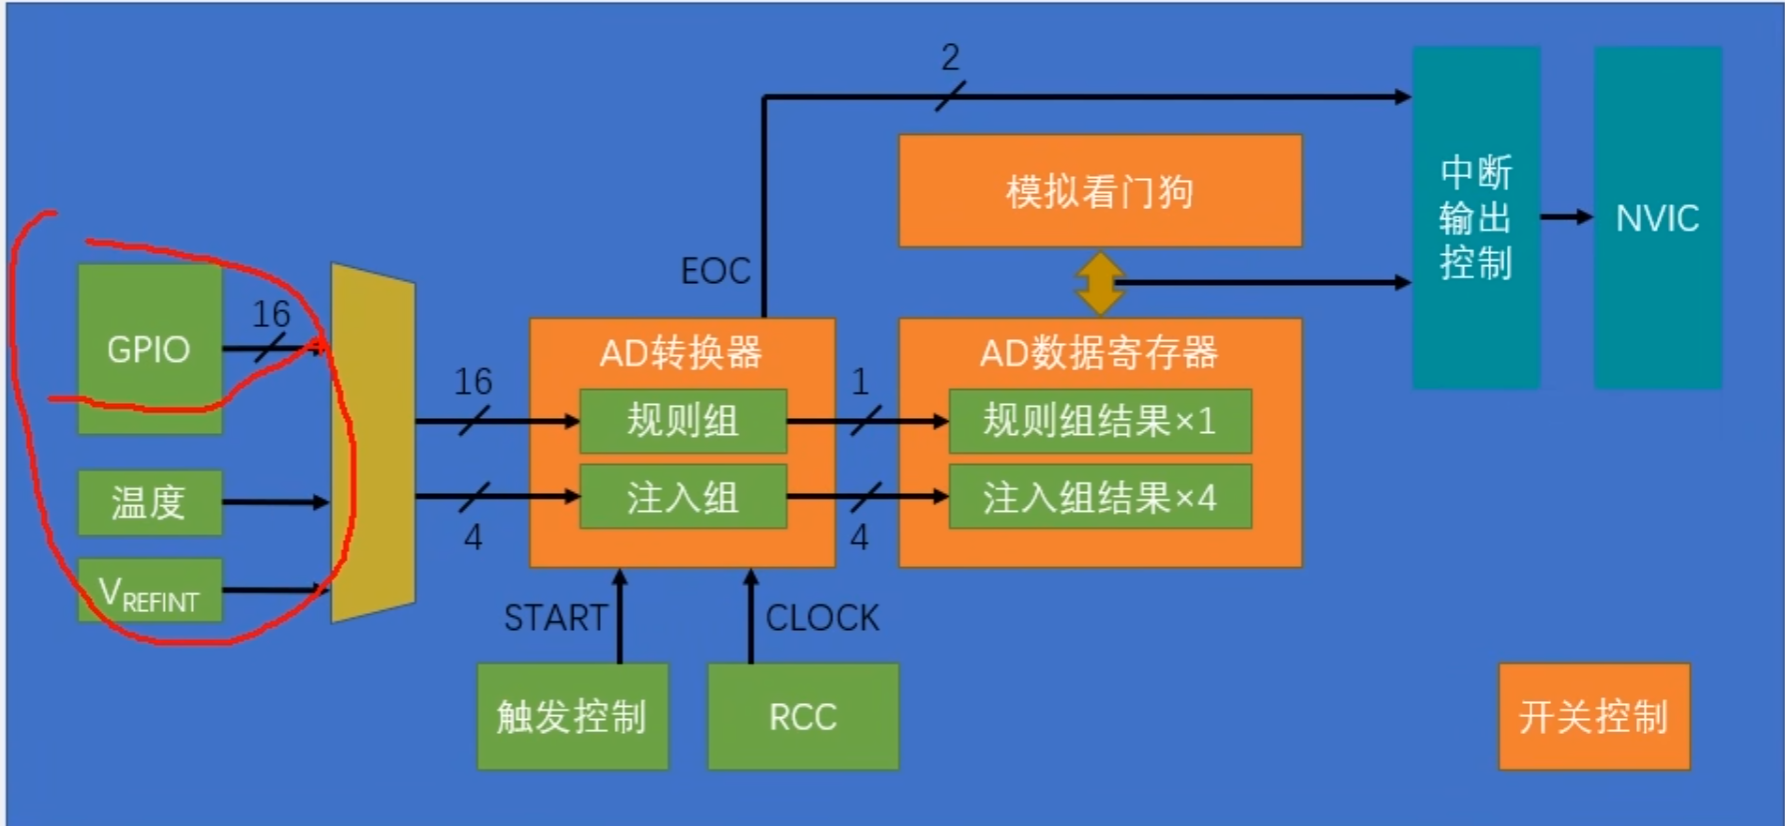 2
模拟看门狗
中断
输出
控制
NVIC
EOC
GPIO
16
AD转换器
AD数据寄存器
16
规则组
1
规则组结果×1
温度
4
注入组
4
注入组结果×4
VREFINT
START
CLOCK
触发控制
RCC
开关控制